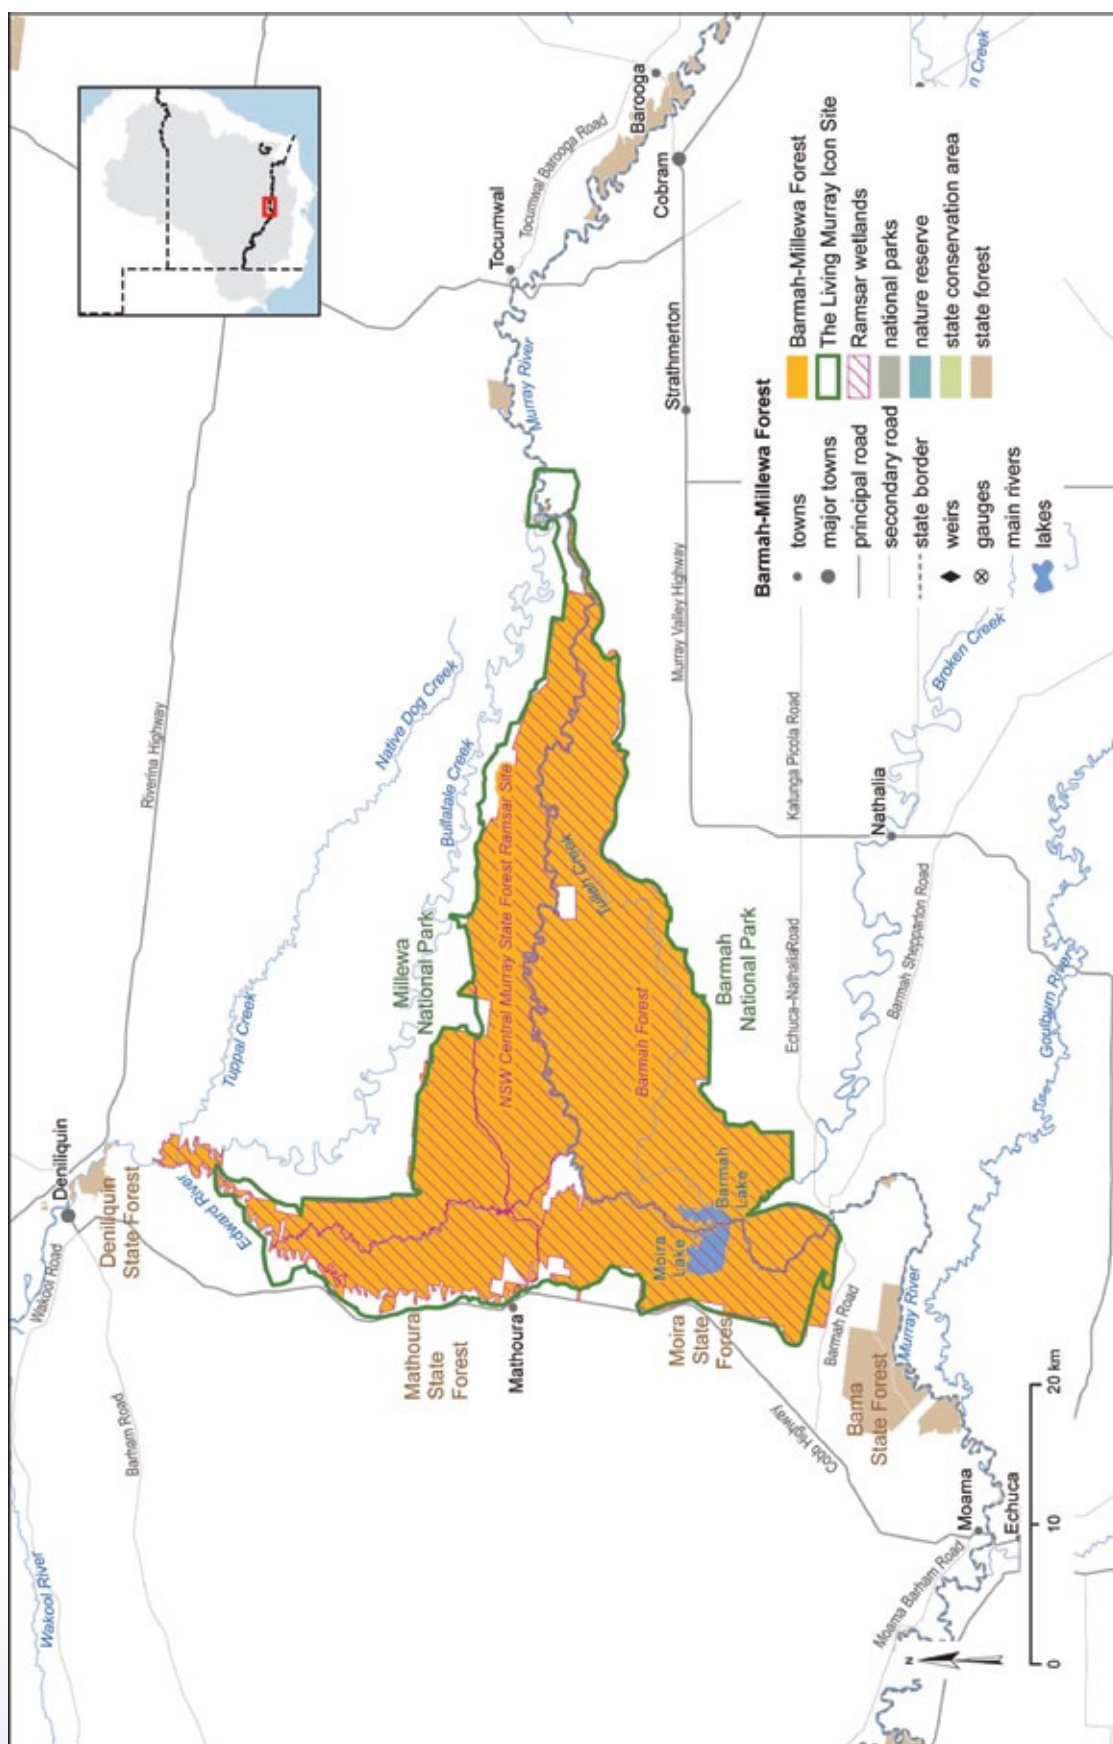 Wakool River
Wakool Road
Barham Road
Deniliquin
Deniliquin
State Forest
Edward River
Tuppal Creek
Native Dog Creek
Bullatale Creek
Riverina Highway
Tocumwal
Tocumwal Barooga Road
Barooga
Cobram
Murray River
Strathmerton
Murray Valley Highway
Millewa
National Park
NSW Central Murray State Forest Ramsar Site
Tullah Creek
Barmah Forest
Barmah
National Park
Mathoura
State
Forest
Mathoura
Moira
Lake
Barmah
Lake
Moira
State
Forest
Cobb Highway
Barmah Road
Bama
State Forest
Murray River
Moama
Echuca
Moama Barham Road
Katunga Picola Road
Echuca–NathaliaRoad
Nathalia
Barmah Shepparton Road
Broken Creek
Goulburn River
n Creek
N
0
10
20 km
Barmah-Millewa Forest
towns
major towns
principal road
secondary road
state border
weirs
gauges
main rivers
lakes
Barmah-Millewa Forest
The Living Murray Icon Site
Ramsar wetlands
national parks
nature reserve
state conservation area
state forest